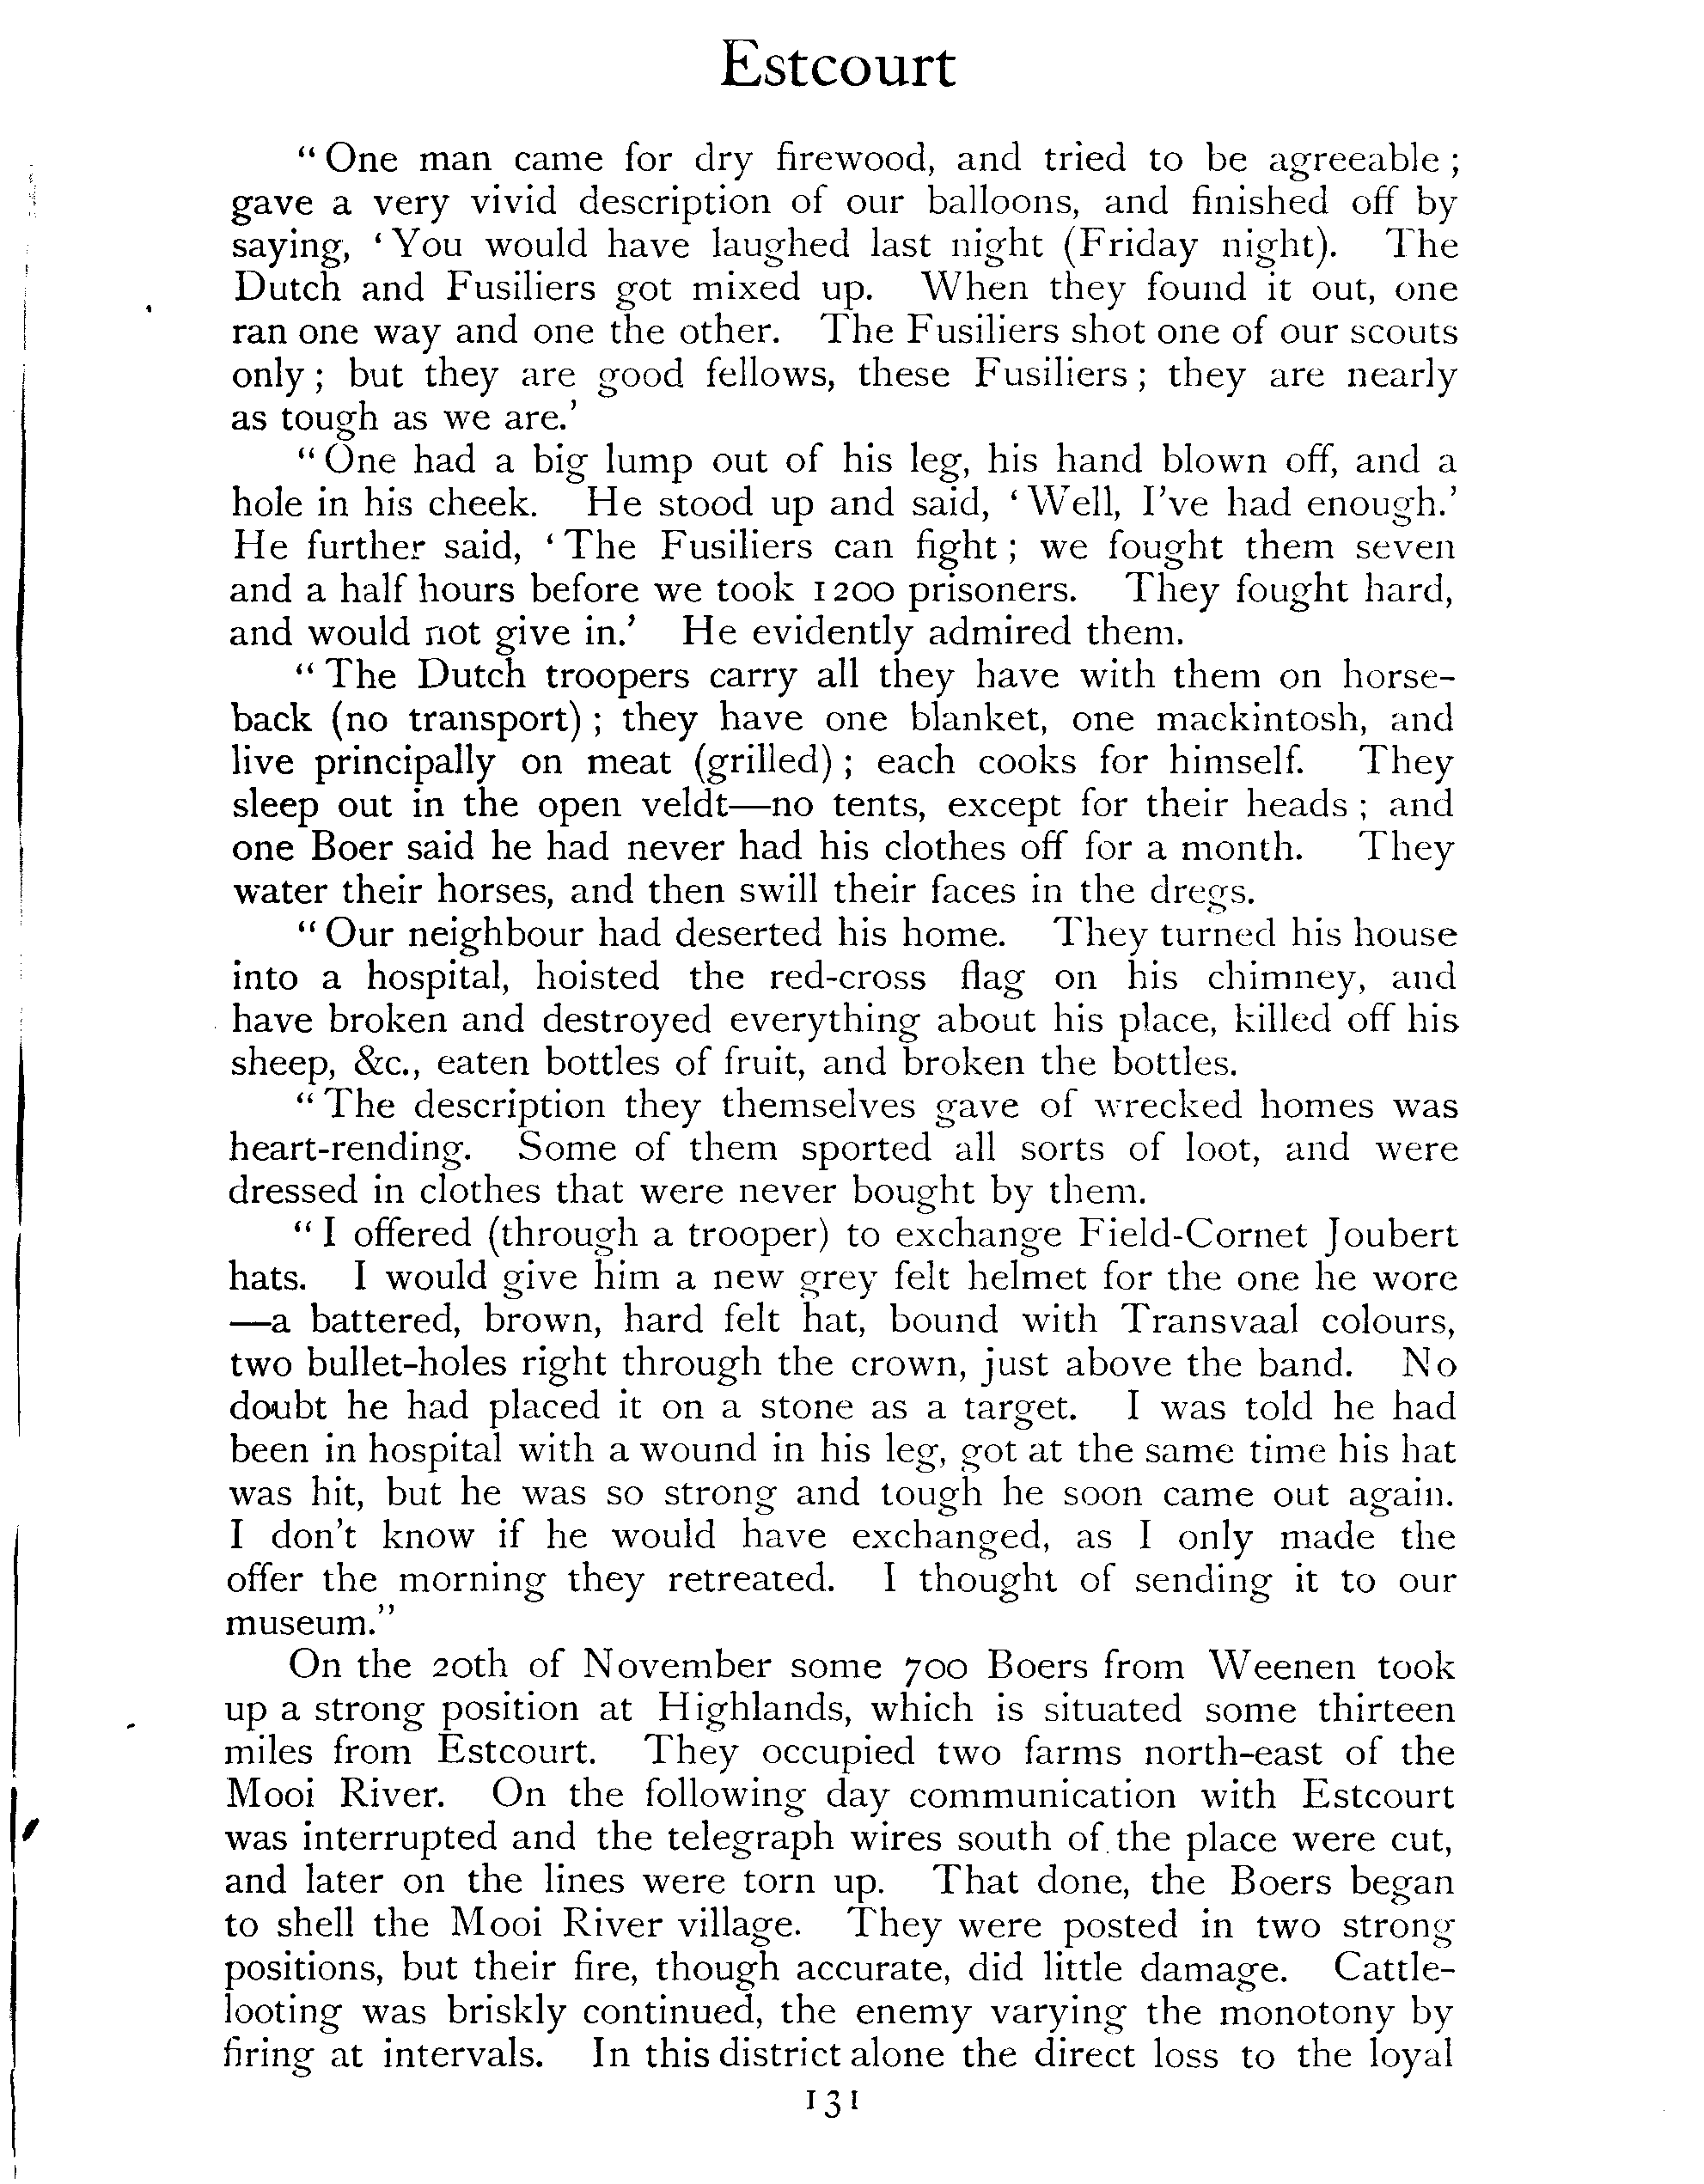 Estcourt
“ One man came for dry firewood, and tried to be agreeable ;
gave a very vivid description of our balloons, and finished off by
saying, ‘ You would have laughed last night (Friday night). The
Dutch and Fusiliers got mixed up. When they found it out, one
ran one way and one the other. The Fusiliers shot one of our scouts
only ; but they are good fellows, these Fusiliers ; they are nearly
as tough as we are.’
“ One had a big lump out of his leg, his hand blown off, and a
hole in his cheek. He stood up and said, ‘ Well, I’ve had enough.’
He further said, ‘ The Fusiliers can fight ; we fought them seven
and a half hours before we took 1200 prisoners. They fought hard,
and would not give in.’ He evidently admired them.
“ The Dutch troopers carry all they have with them on horse-
back (no transport) ; they have one blanket, one mackintosh, and
live principally on meat (grilled) ; each cooks for himself. They
sleep out in the open veldt—no tents, except for their heads ; and
one Boer said he had never had his clothes off for a month. They
water their horses, and then swill their faces in the dregs.
“ Our neighbour had deserted his home. They turned his house
into a hospital, hoisted the red-cross flag on his chimney, and
have broken and destroyed everything about his place, killed off his
sheep, &c., eaten bottles of fruit, and broken the bottles.
“ The description they themselves gave of wrecked homes was
heart-rending. Some of them sported all sorts of loot, and were
dressed in clothes that were never bought by them.
“ I offered (through a trooper) to exchange Field-Cornet Joubert
hats. I would give him a new grey felt helmet for the one he wore
—a battered, brown, hard felt hat, bound with Transvaal colours,
two bullet-holes right through the crown, just above the band. No
doubt he had placed it on a stone as a target. I was told he had
been in hospital with a wound in his leg, got at the same time his hat
was hit, but he was so strong and tough he soon came out again.
I don’t know if he would have exchanged, as I only made the
offer the morning they retreated. I thought of sending it to our
museum.”
On the 20th of November some 700 Boers from Weenen took
up a strong position at Highlands, which is situated some thirteen
miles from Estcourt. They occupied two farms north-east of the
Mooi River. On the following day communication with Estcourt
was interrupted and the telegraph wires south of the place were cut,
and later on the lines were torn up. That done, the Boers began
to shell the Mooi River village. They were posted in two strong
positions, but their fire, though accurate, did little damage. Cattle-
looting was briskly continued, the enemy varying the monotony by
firing at intervals. In this district alone the direct loss to the loyal
131